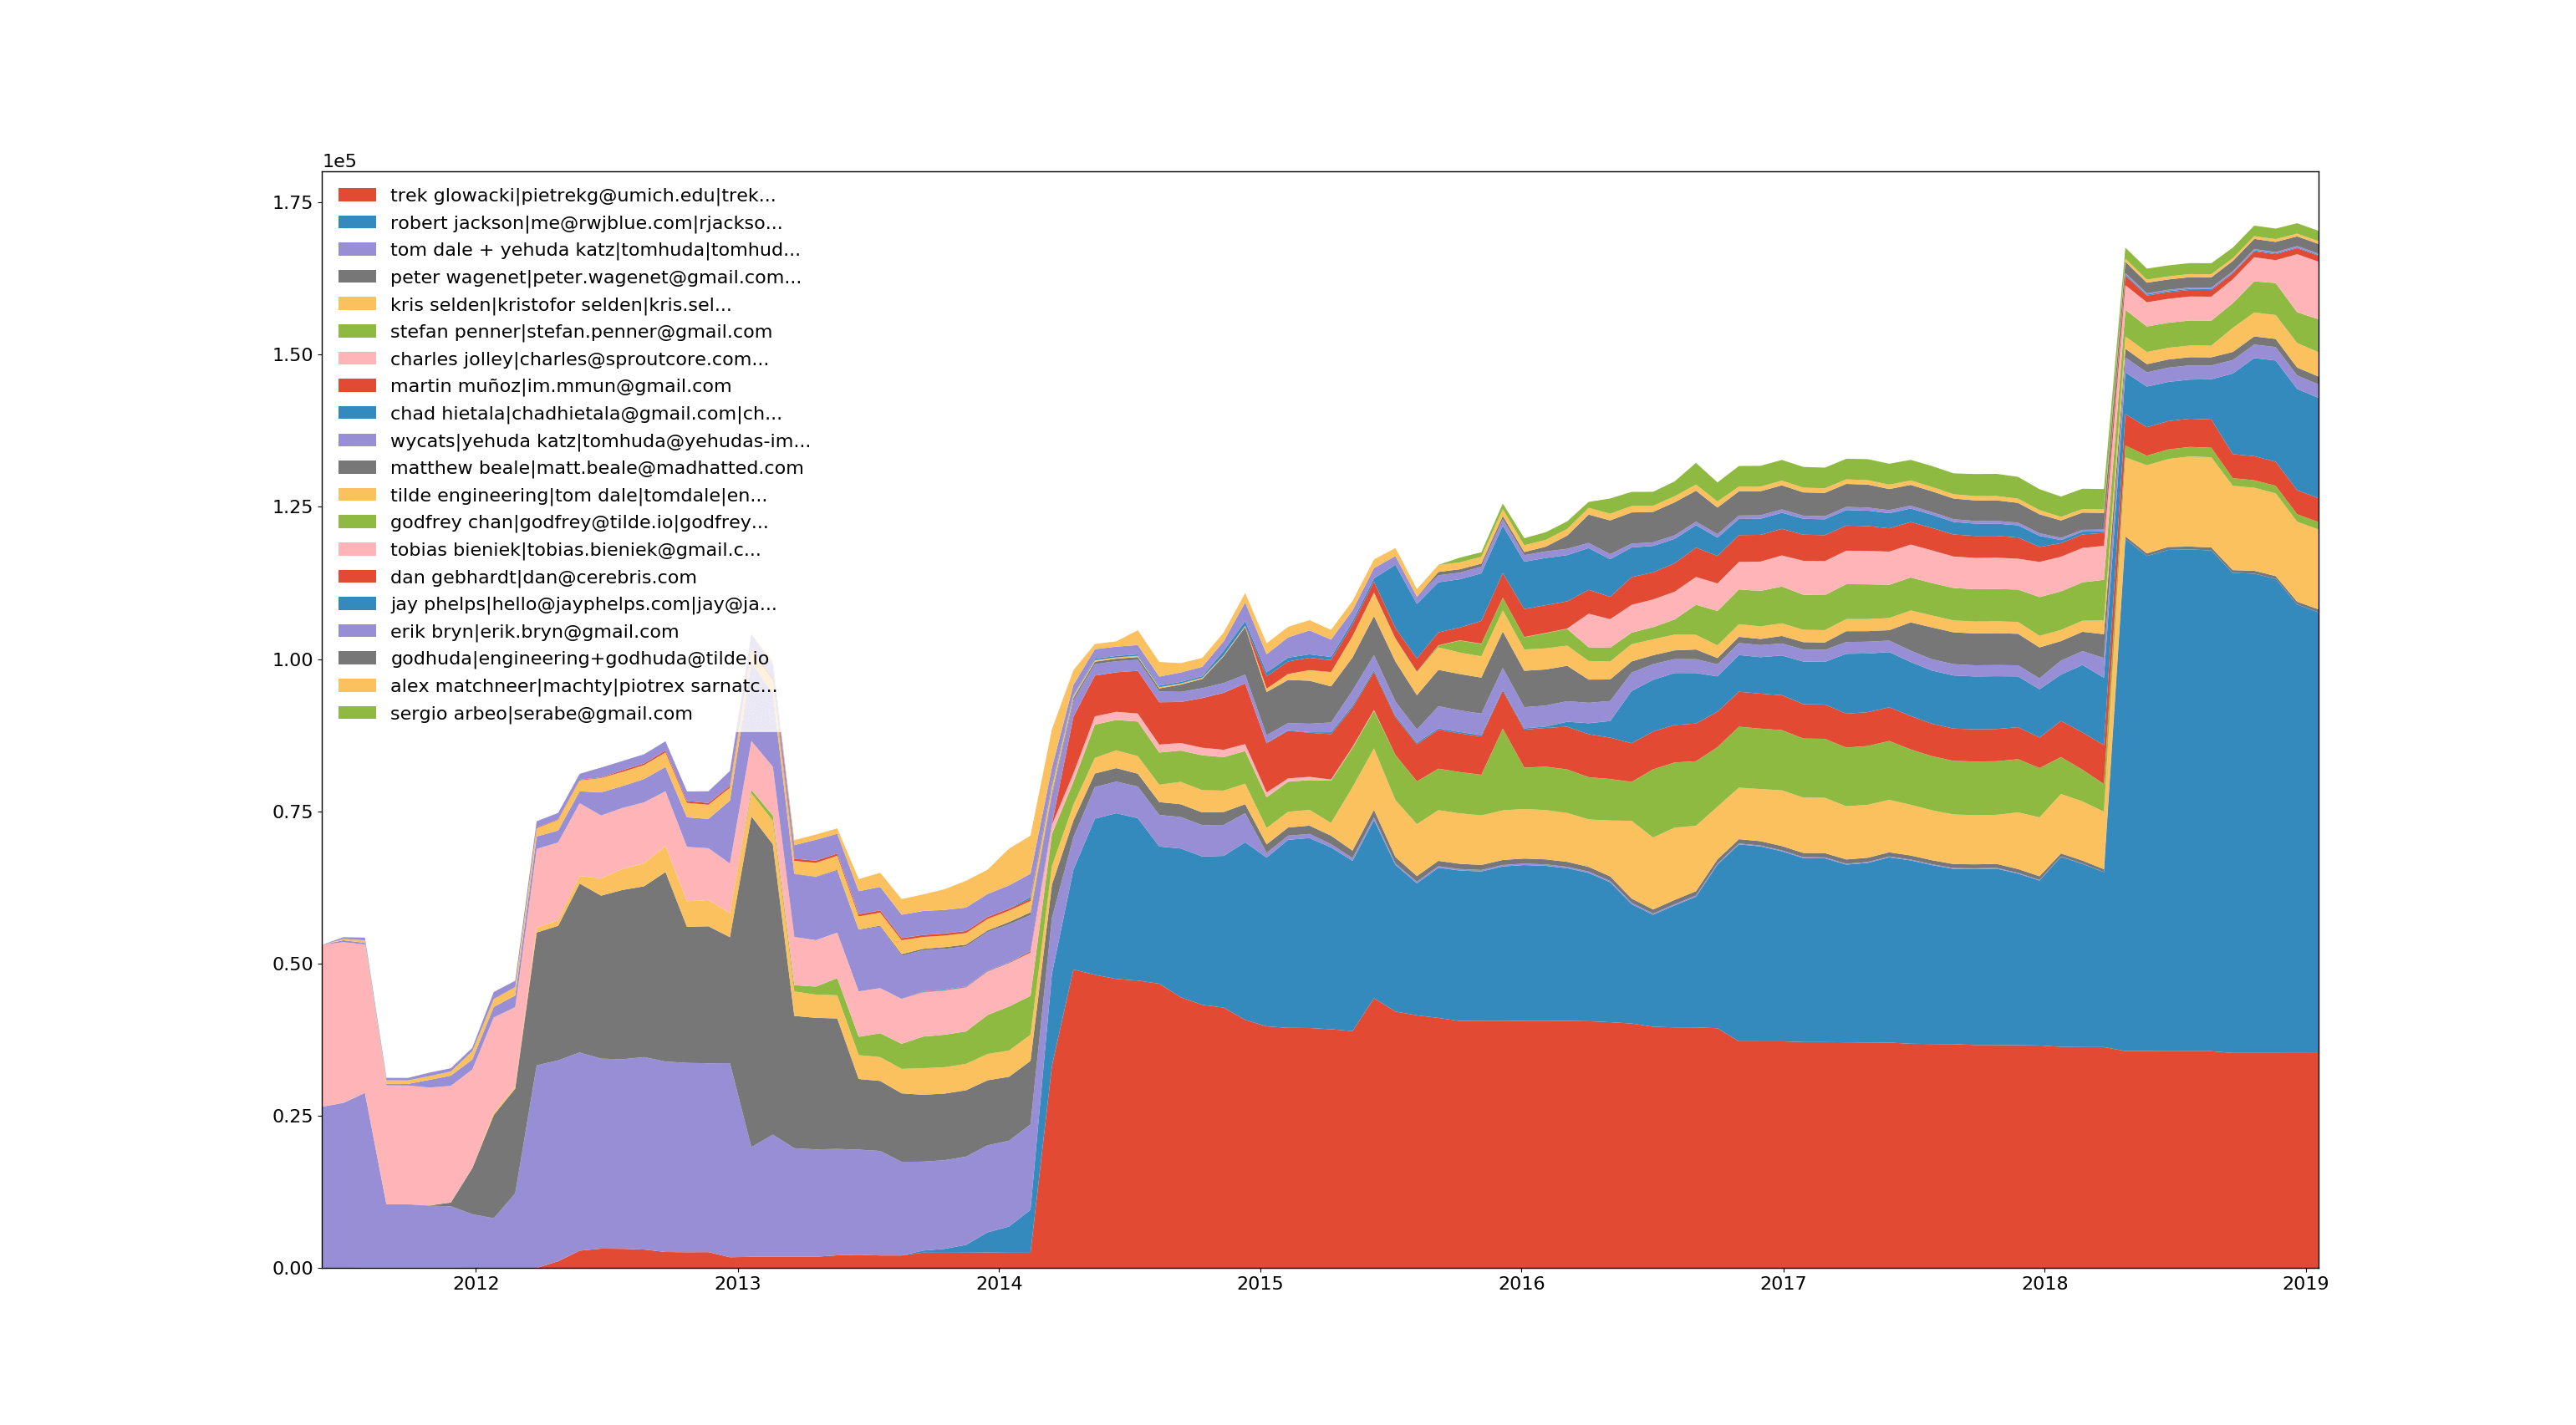 1e5
1.75
1.50
1.25
1.00
0.75
0.50
0.25
0.00
trek glowacki|pietrekg@umich.edu|trek...
robert jackson|me@rwjblue.com|rjackso...
tom dale + yehuda katz|tomhuda|tomhud...
peter wagenet|peter.wagenet@gmail.com...
kris selden|kristofor selden|kris.sel...
stefan penner|stefan.penner@gmail.com
charles jolley|charles@sproutcore.com...
martin muñoz|im.mmun@gmail.com
chad hietala|chadhietala@gmail.com|ch...
wycats|yehuda katz|tomhuda@yehudas-im...
matthew beale|matt.beale@madhatted.com
tilde engineering|tom dale|tomdale|en...
godfrey chan|godfrey@tilde.io|godfrey...
tobias bieniek|tobias.bieniek@gmail.c...
dan gebhardt|dan@cerebris.com
jay phelps|hello@jayphelps.com|jay@ja...
erik bryn|erik.bryn@gmail.com
godhuda|engineering+godhuda@tilde.io
alex matchneer|machty|piotrex sarnatc...
sergio arbeo|serabe@gmail.com
2012 2013 2014 2015 2016 2017 2018 2019